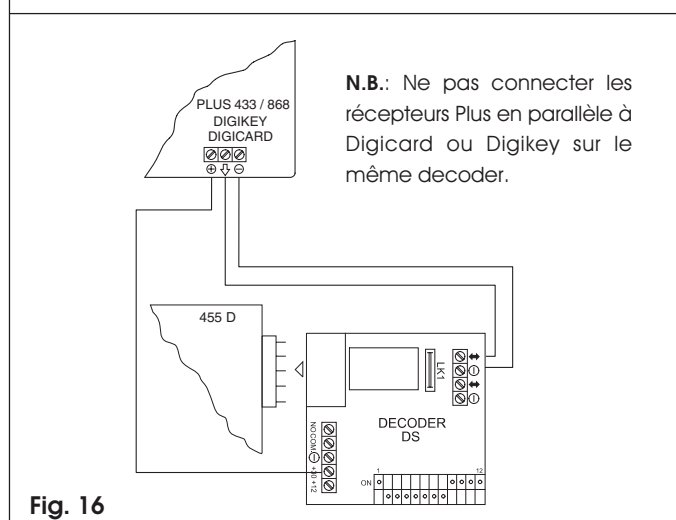 PLUS 433 / 868
DIGIKEY
DIGICARD
N.B.: Ne pas connecter les
récepteurs Plus en parallèle à
Digicard ou Digikey sur le
même decoder.
455 D
LK1
DECODER
DS
NO COM
+12
ON
1
12
Fig. 16